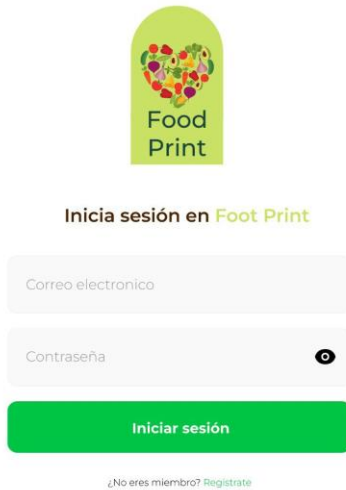 Food
Print
Inicia sesión en Foot Print
Correo electronico
Contraseña
Iniciar sesión
¿No eres miembro? Registrate